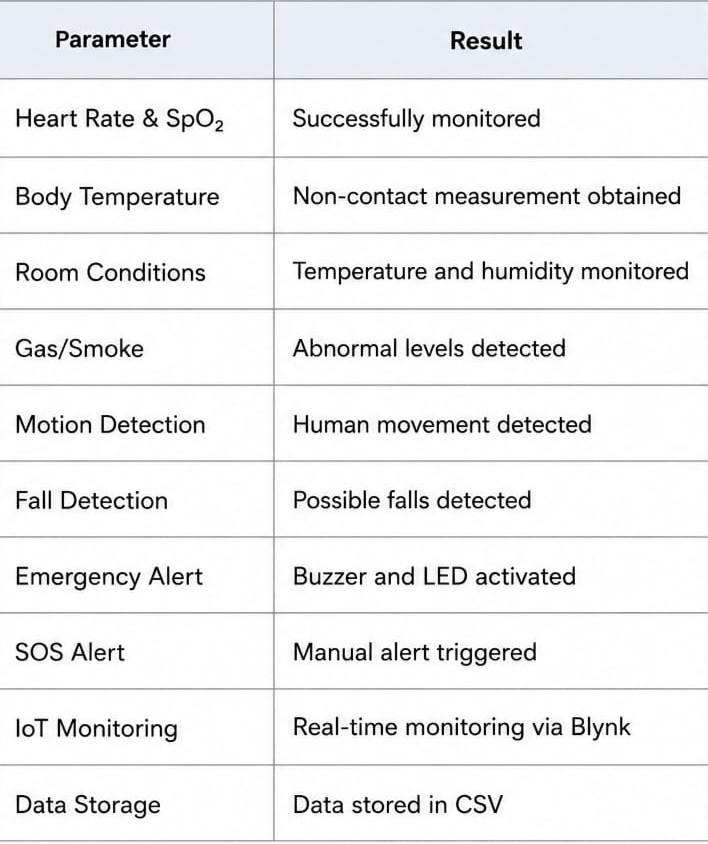 Parameter Result
Heart Rate & SpO₂ Successfully monitored
Body Temperature Non-contact measurement obtained
Room Conditions Temperature and humidity monitored
Gas/Smoke Abnormal levels detected
Motion Detection Human movement detected
Fall Detection Possible falls detected
Emergency Alert Buzzer and LED activated
SOS Alert Manual alert triggered
IoT Monitoring Real-time monitoring via Blynk
Data Storage Data stored in CSV